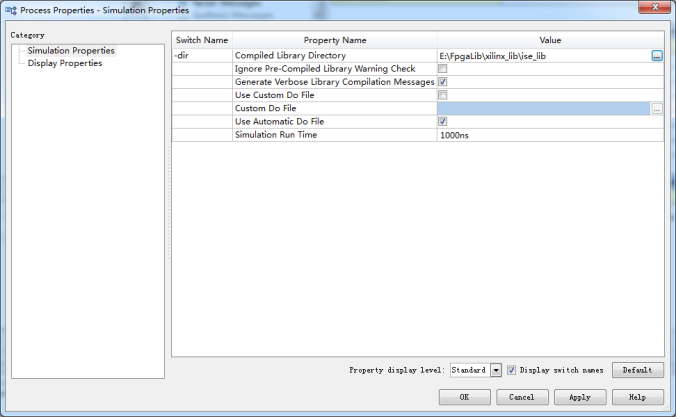 Process Properties - Simulation Properties
Category
Simulation Properties
Display Properties
Switch Name Property Name Value
-dir Compiled Library Directory E:\FpgaLib\xilinx_lib\ise_lib ...
Ignore Pre-Compiled Library Warning Check
Generate Verbose Library Compilation Messages
Use Custom Do File
Custom Do File ...
Use Automatic Do File
Simulation Run Time 1000ns
Property display level: Standard Display switch names Default
OK Cancel Apply Help